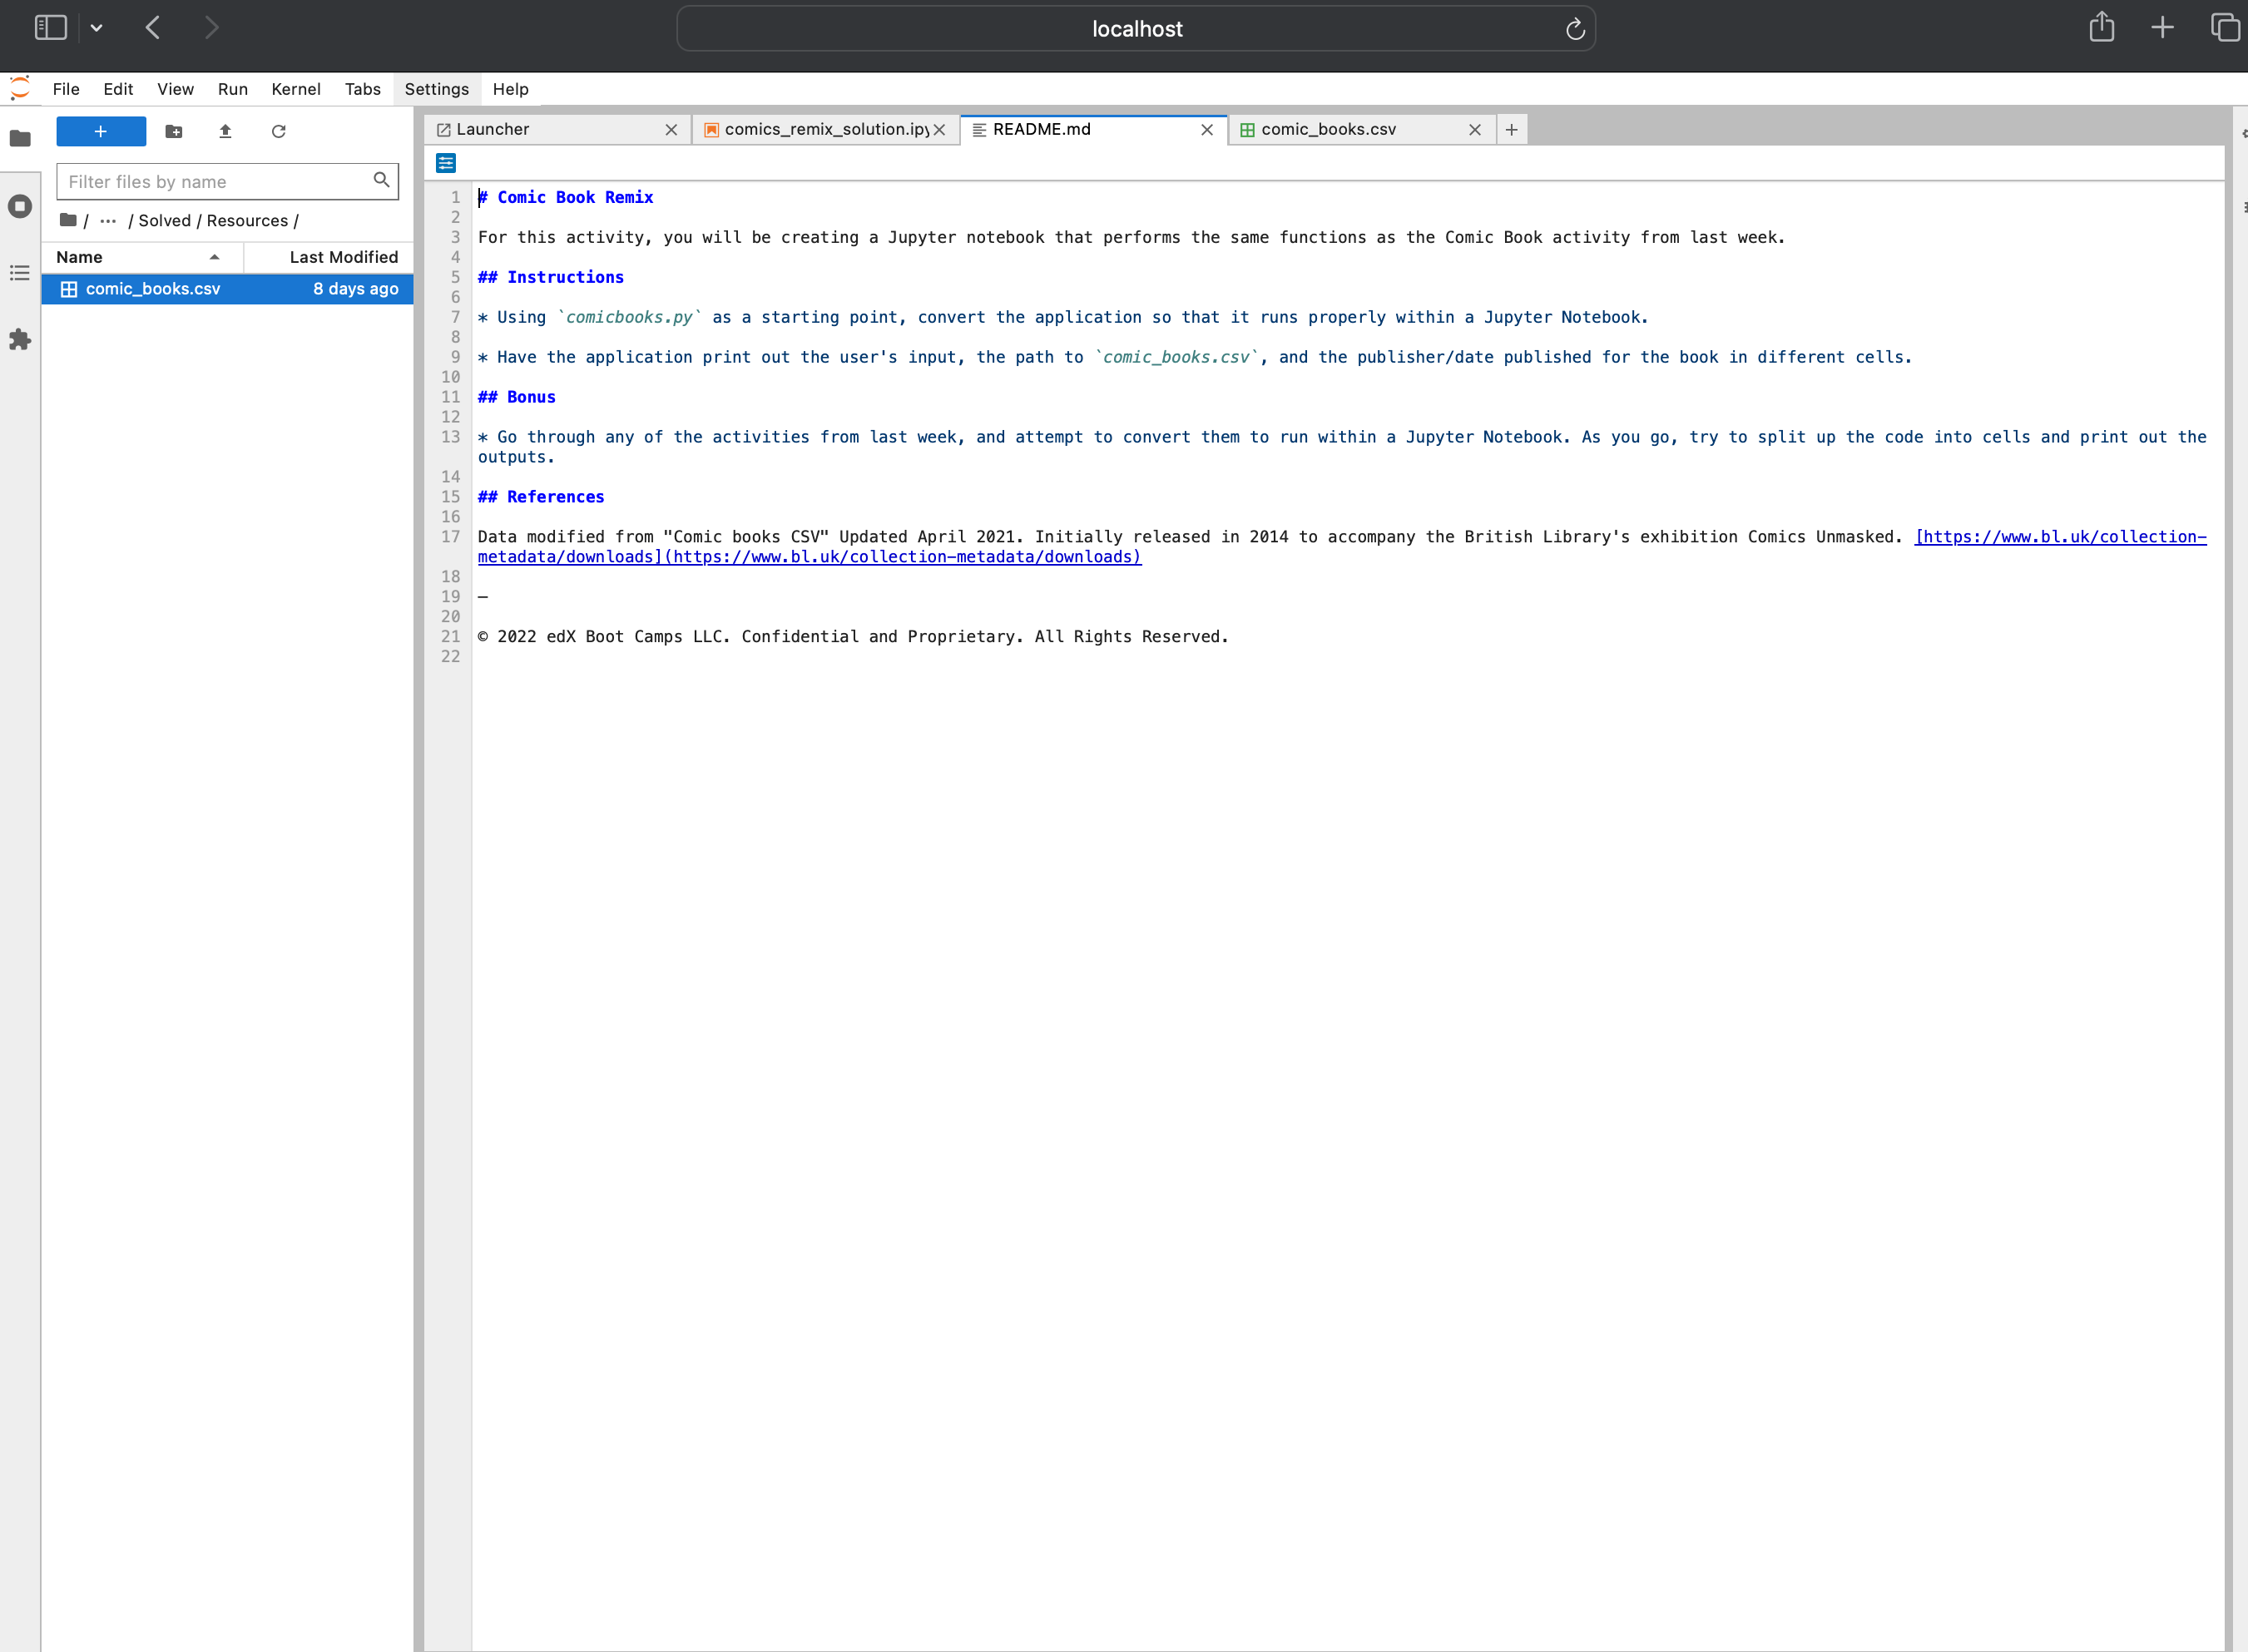 localhost
File Edit View Run Kernel Tabs Settings Help
+
Filter files by name
/ ··· / Solved / Resources /
Name Last Modified
comic_books.csv 8 days ago
Launcher comics_remix_solution.ipy README.md comic_books.csv
1 # Comic Book Remix
2
3 For this activity, you will be creating a Jupyter notebook that performs the same functions as the Comic Book activity from last week.
4
5 ## Instructions
6
7 * Using `comicbooks.py` as a starting point, convert the application so that it runs properly within a Jupyter Notebook.
8
9 * Have the application print out the user's input, the path to `comic_books.csv`, and the publisher/date published for the book in different cells.
10
11 ## Bonus
12
13 * Go through any of the activities from last week, and attempt to convert them to run within a Jupyter Notebook. As you go, try to split up the code into cells and print out the
outputs.
14
15 ## References
16
17 Data modified from "Comic books CSV" Updated April 2021. Initially released in 2014 to accompany the British Library's exhibition Comics Unmasked. [https://www.bl.uk/collection-
metadata/downloads](https://www.bl.uk/collection-metadata/downloads)
18
19 —
20
21 © 2022 edX Boot Camps LLC. Confidential and Proprietary. All Rights Reserved.
22